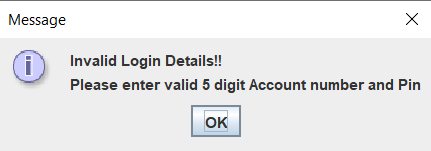 Message
Invalid Login Details!!
Please enter valid 5 digit Account number and Pin
OK